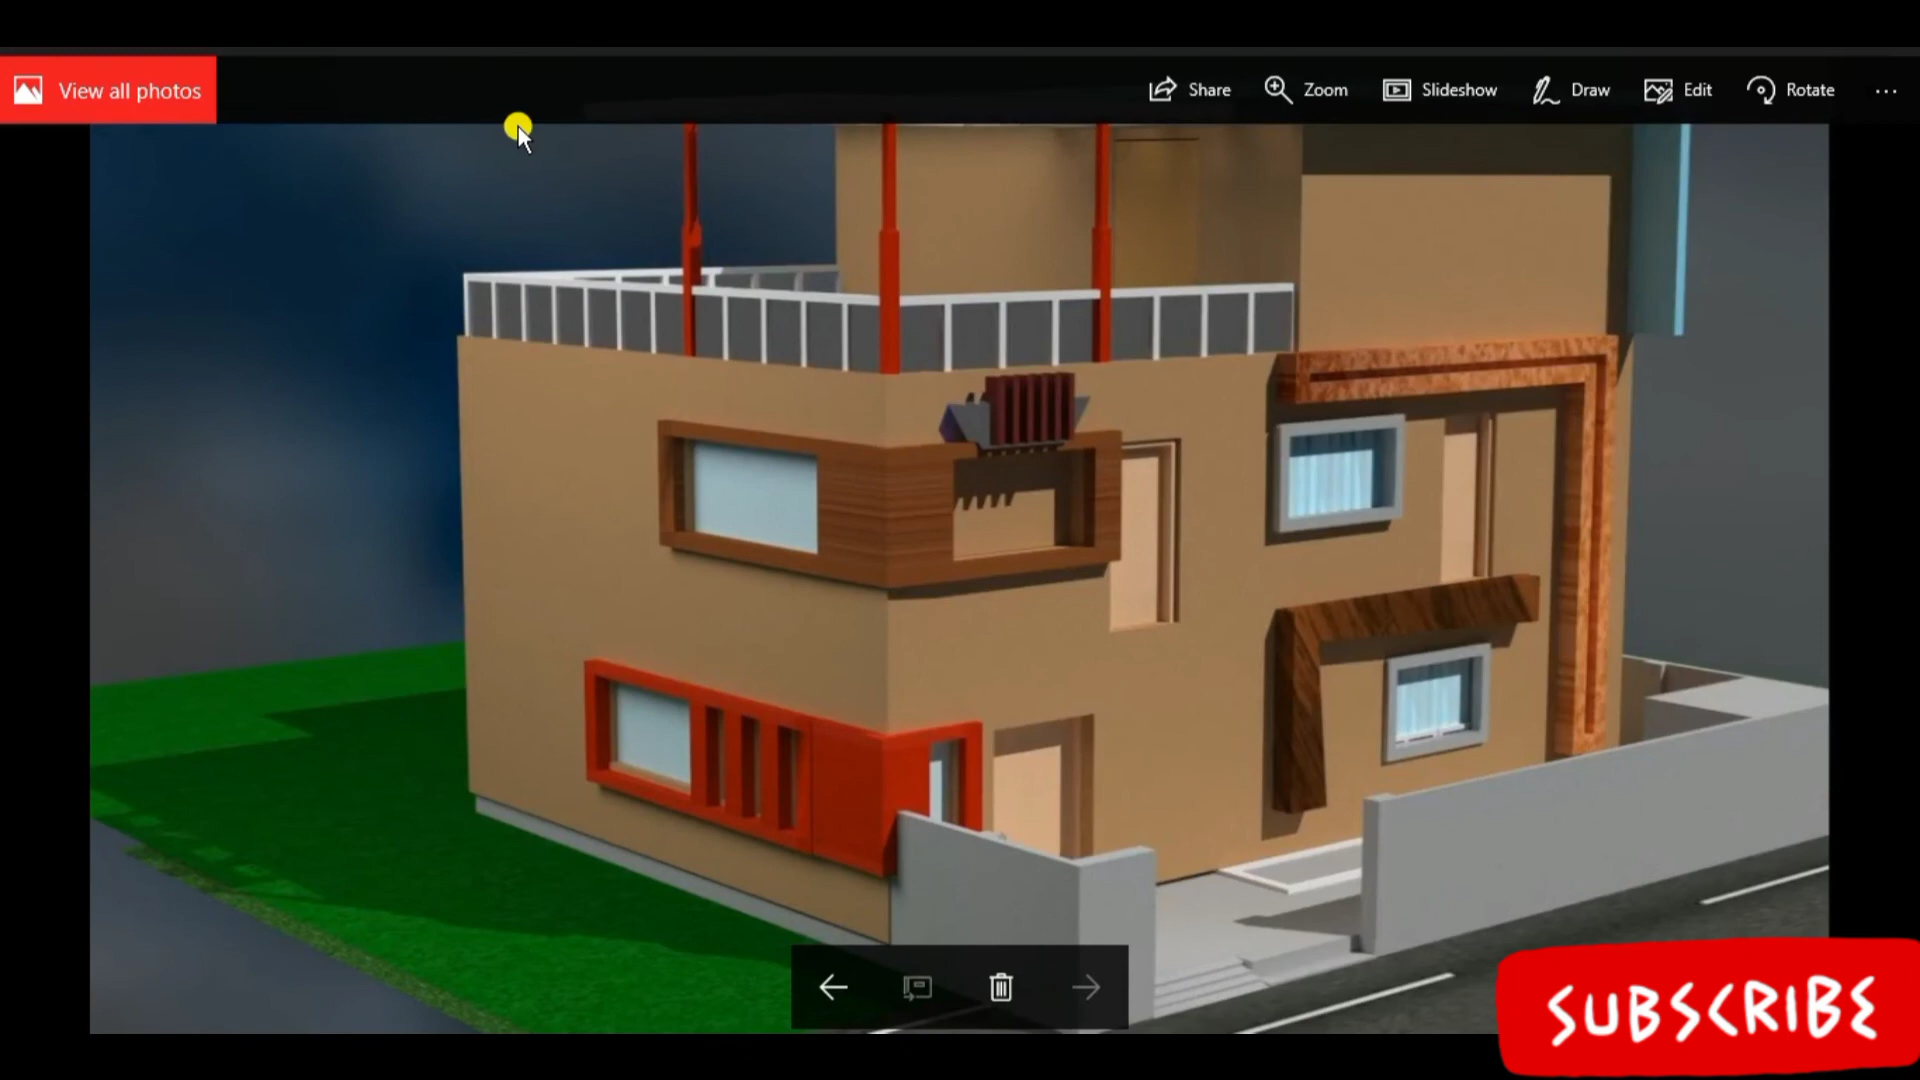 View all photos
Share
Zoom
Slideshow
Draw
Edit
Rotate
SUBSCRIBE